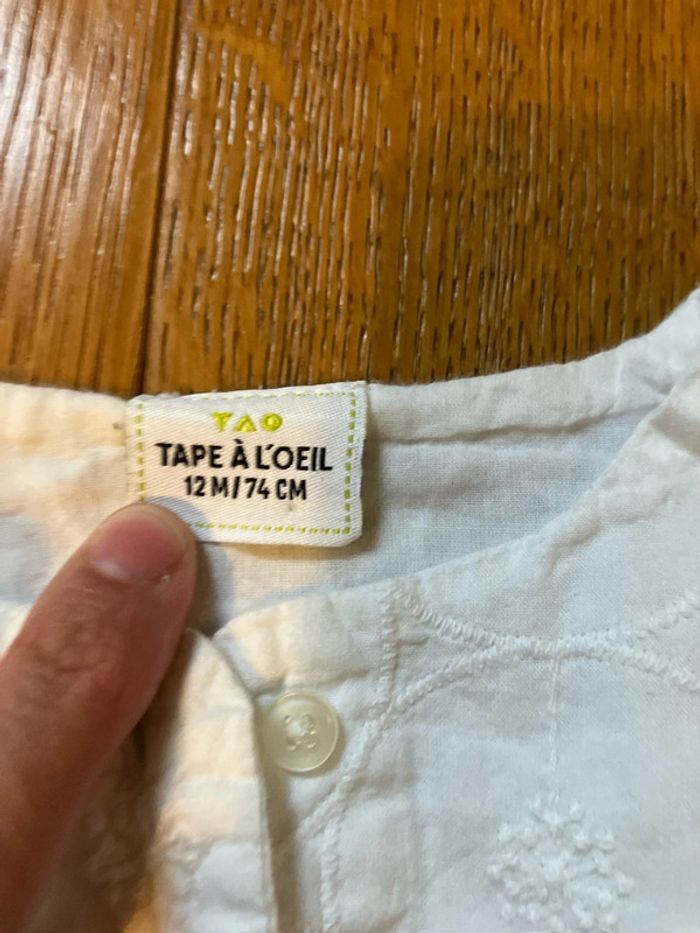 TAO
TAPE À L'OEIL
12 M/74 CM